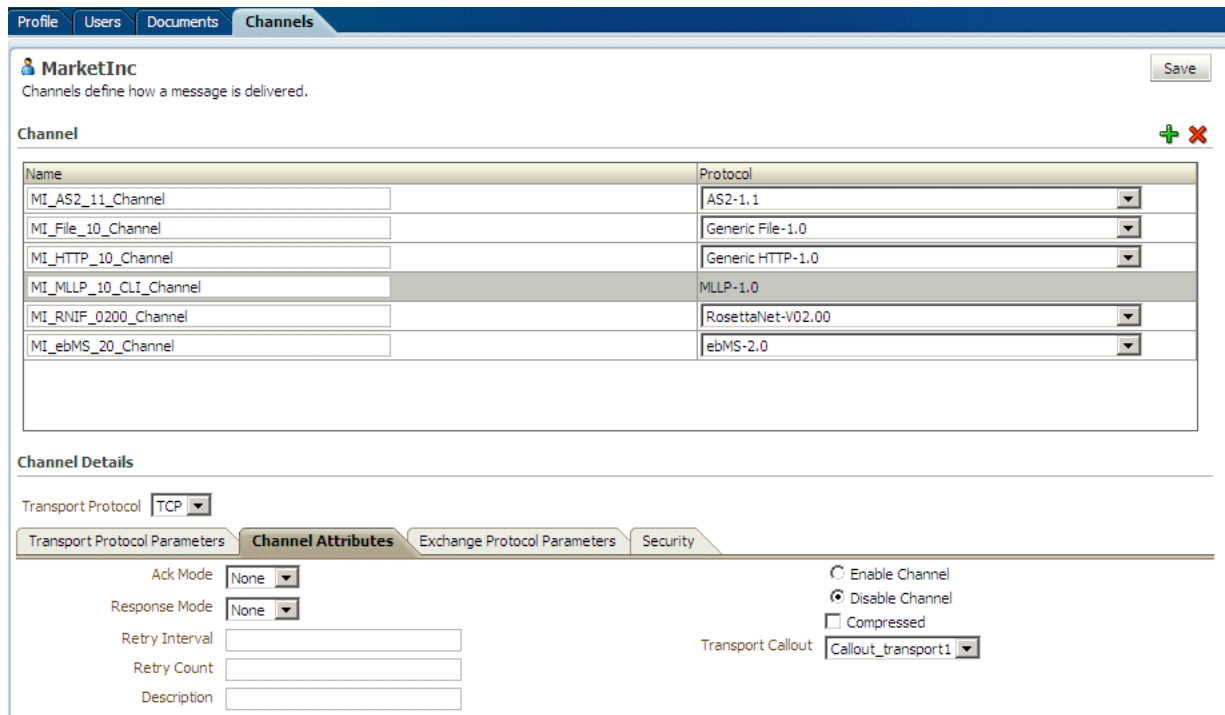 Profile Users Documents Channels
MarketInc
Save
Channels define how a message is delivered.
Channel
Name Protocol
MI_AS2_11_Channel AS2-1.1
MI_File_10_Channel Generic File-1.0
MI_HTTP_10_Channel Generic HTTP-1.0
MI_MLLP_10_CLI_Channel MLLP-1.0
MI_RNIF_0200_Channel RosettaNet-V02.00
MI_ebMS_20_Channel ebMS-2.0
Channel Details
Transport Protocol TCP
Transport Protocol Parameters Channel Attributes Exchange Protocol Parameters Security
Ack Mode None
Response Mode None
Retry Interval
Retry Count
Description
Enable Channel
Disable Channel
Compressed
Transport Callout Callout_transport1